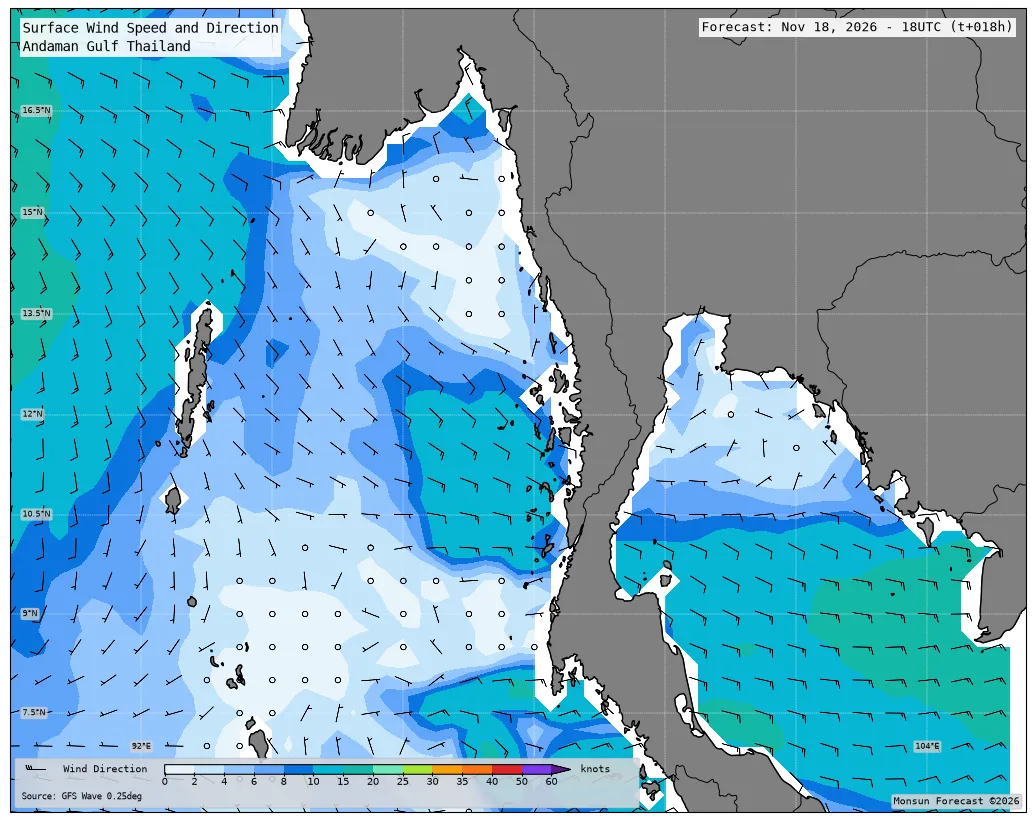 Surface Wind Speed and Direction
Andaman Gulf Thailand
Forecast: Nov 18, 2026 - 18UTC (t+018h)
16.5°N
15°N
13.5°N
12°N
10.5°N
9°N
7.5°N
92°E
104°E
Wind Direction
0 2 4 6 8 10 15 20 25 30 35 40 50 60
knots
Source: GFS Wave 0.25deg
Monsun Forecast ©2026